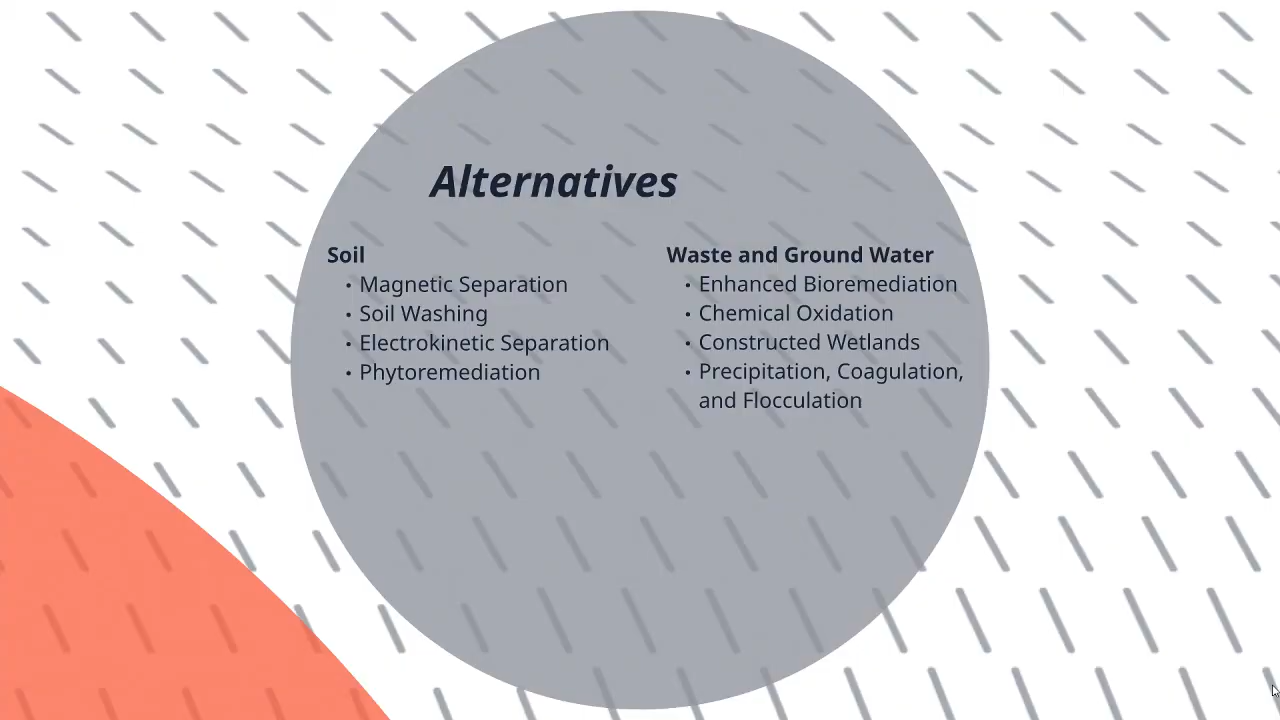 Alternatives
Soil
• Magnetic Separation
• Soil Washing
• Electrokinetic Separation
• Phytoremediation
Waste and Ground Water
• Enhanced Bioremediation
• Chemical Oxidation
• Constructed Wetlands
• Precipitation, Coagulation,
and Flocculation